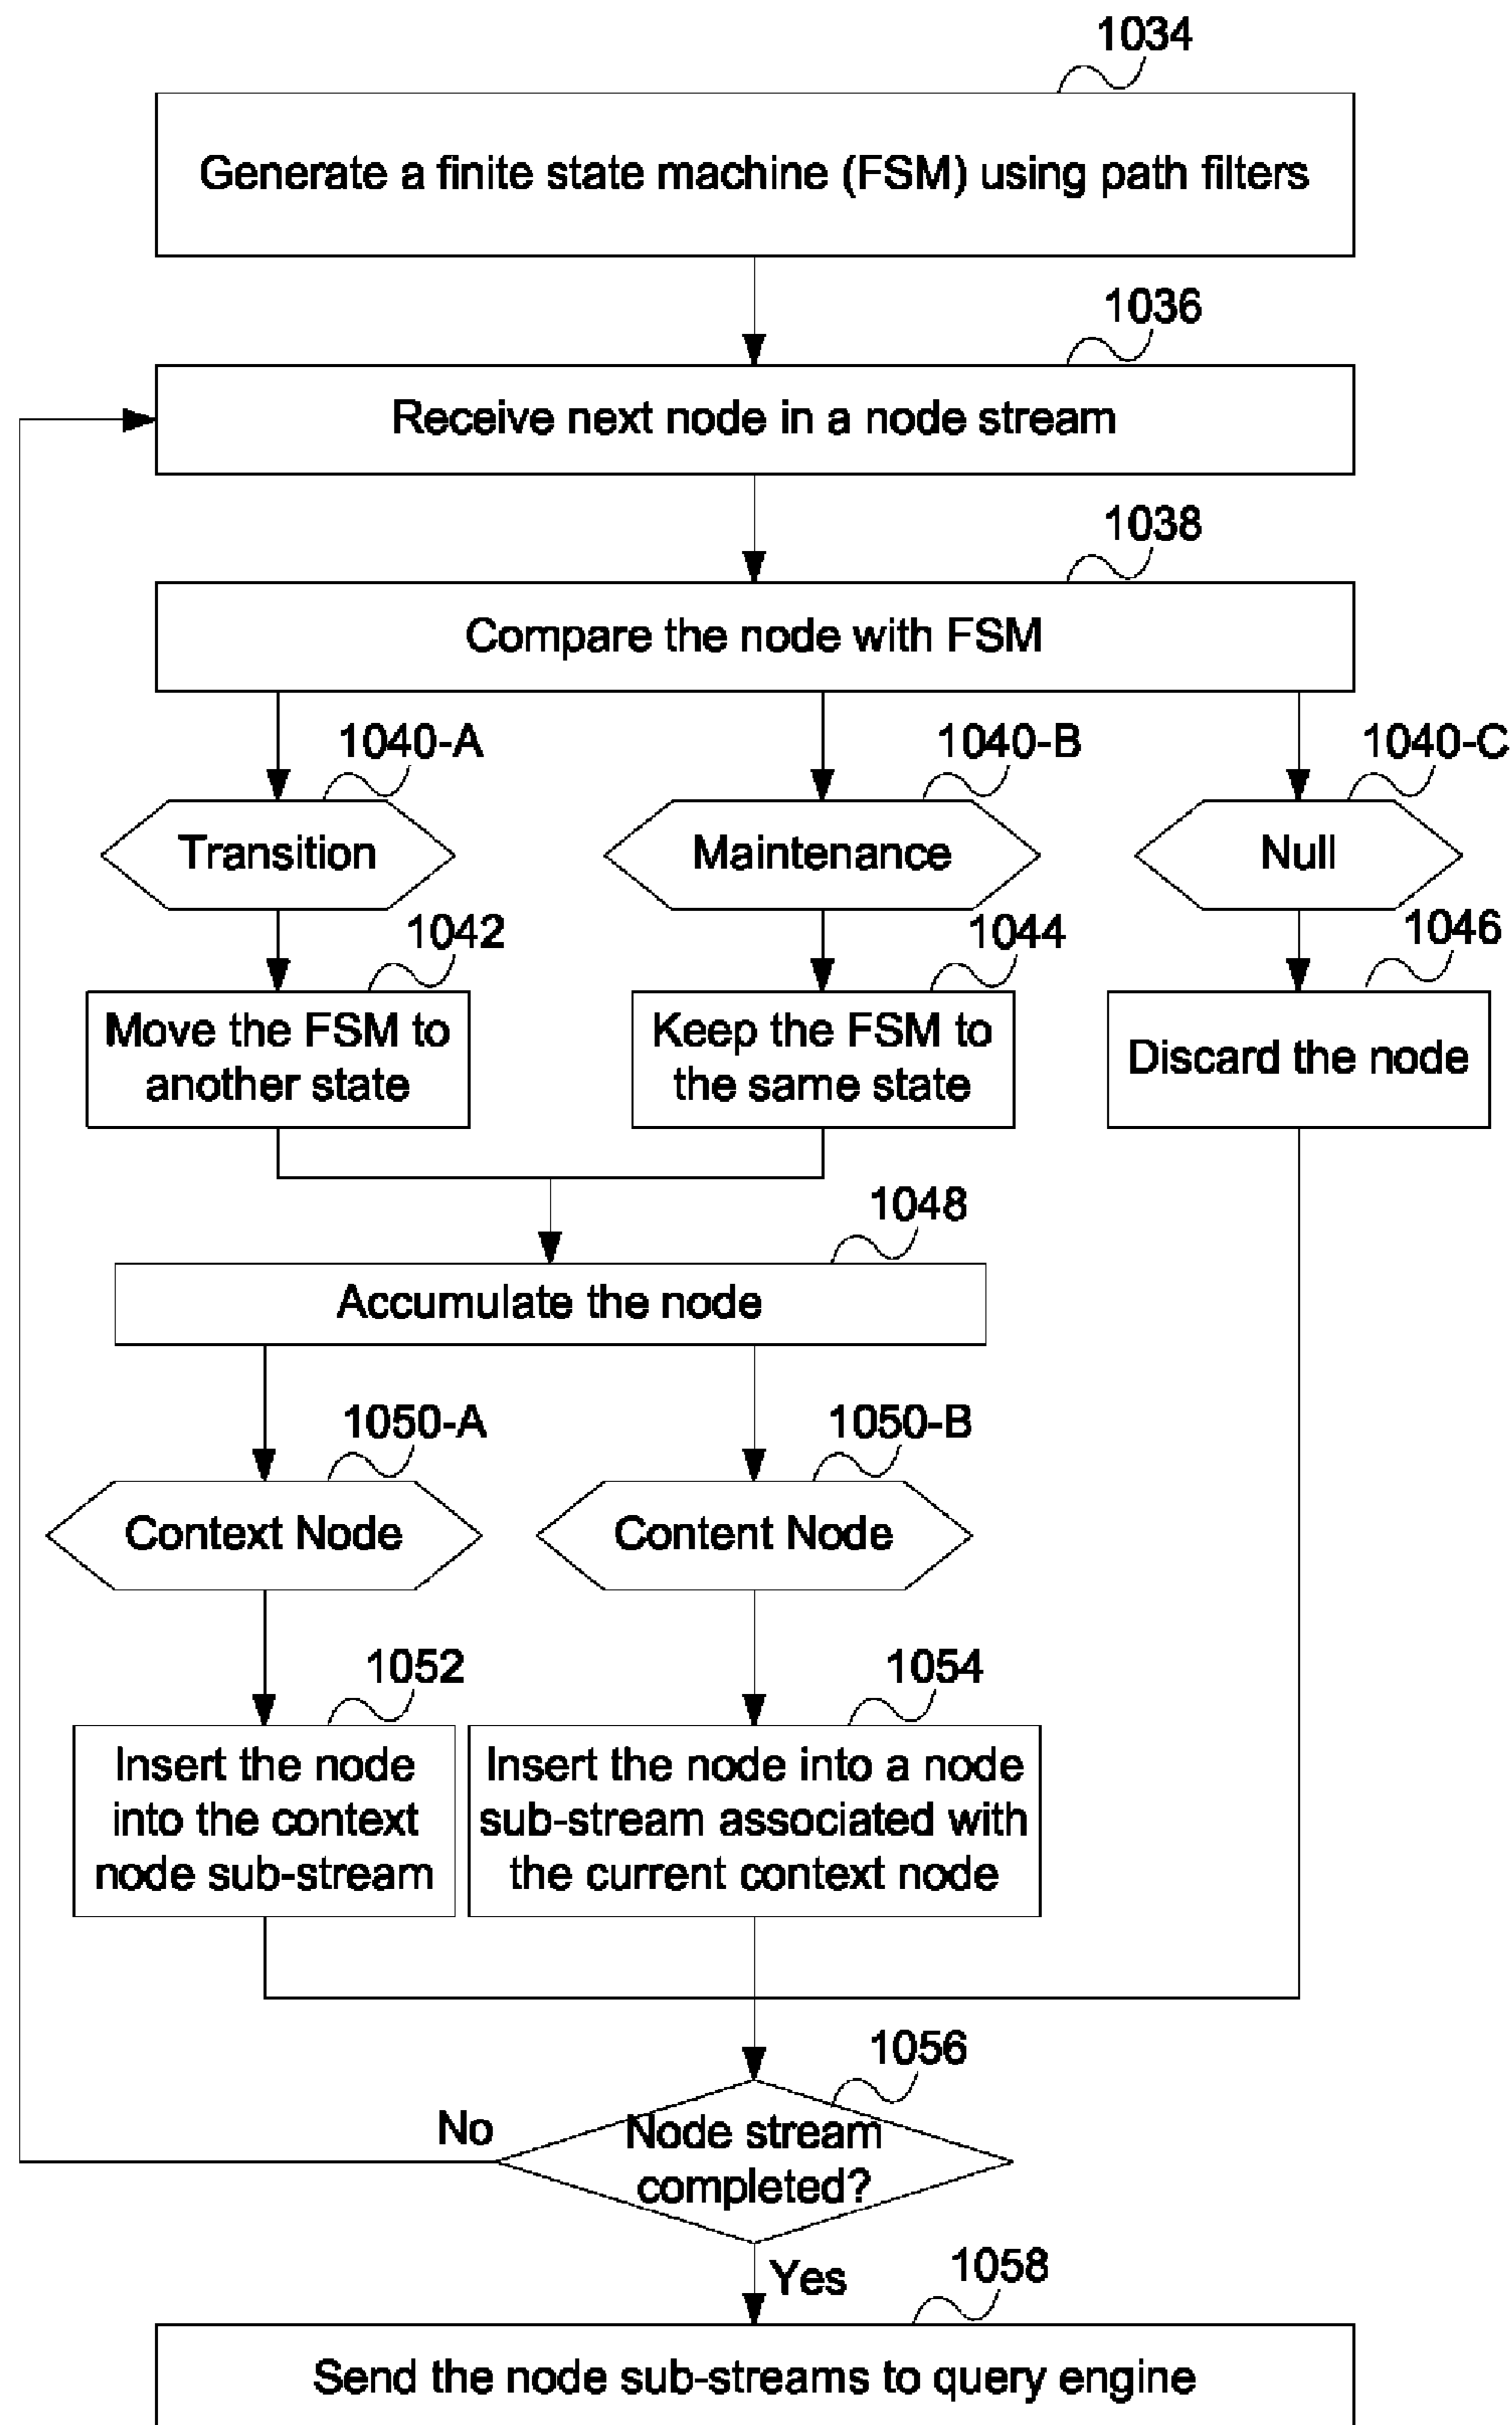 1034
Generate a finite state machine (FSM) using path filters
1036
Receive next node in a node stream
1038
Compare the node with FSM
1040-A
1040-B
1040-C
Transition
Maintenance
Null
1042
1044
1046
Move the FSM to
another state
Keep the FSM to
the same state
Discard the node
1048
Accumulate the node
1050-A
1050-B
Context Node
Content Node
1052
1054
Insert the node
into the context
node sub-stream
Insert the node into a node
sub-stream associated with
the current context node
1056
No
Node stream
completed?
Yes
1058
Send the node sub-streams to query engine